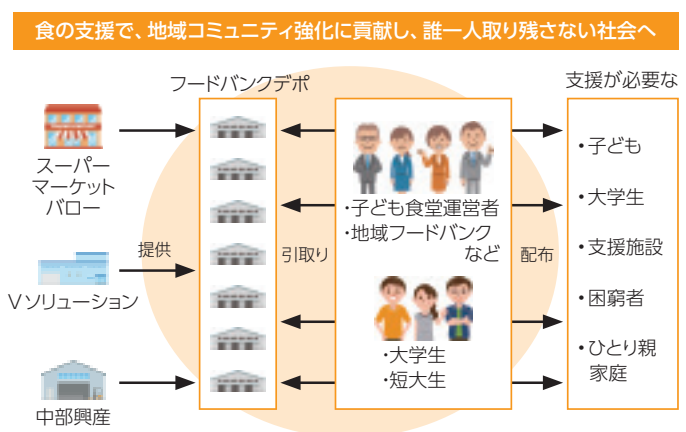 食の支援で、地域コミュニティ強化に貢献し、誰一人取り残さない社会へ
フードバンクデポ
支援が必要な
スーパー
マーケット
バロー
提供
Vソリューション
中部興産
引取り
・子ども食堂運営者
・地域フードバンク
など
・大学生
・短大生
配布
・子ども
・大学生
・支援施設
・困窮者
・ひとり親
家庭